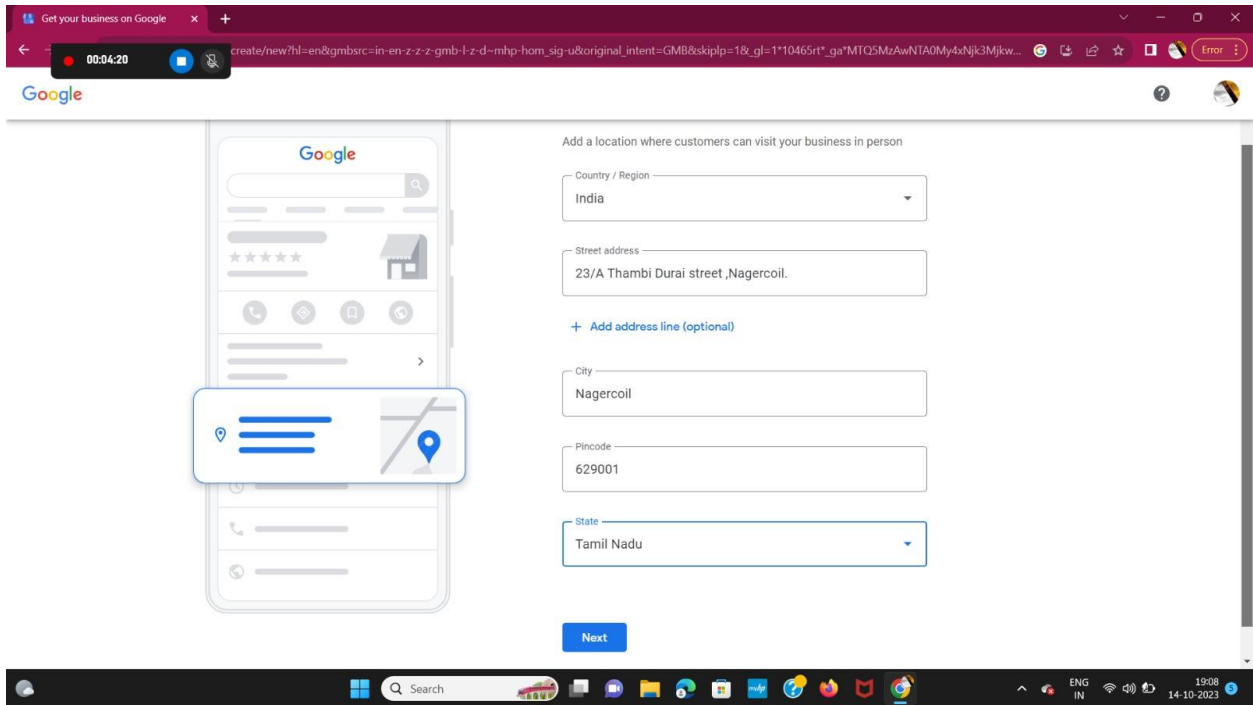 Get your business on Google
00:04:20
create/new?hl=en&gmbsrc=in-en-z-z-z-gmb-l-z-d~mhp-hom_sig-u&original_intent=GMB&skiplp=1&_gl=1*10465rt*_ga*MTQ5MzAwNTA0My4xNjk3Mjkw...
Error
Google
Google
Add a location where customers can visit your business in person
Country / Region
India
Street address
23/A Thambi Durai street ,Nagercoil.
+ Add address line (optional)
City
Nagercoil
Pincode
629001
State
Tamil Nadu
Next
Search
ENG
IN
19:08
14-10-2023
5